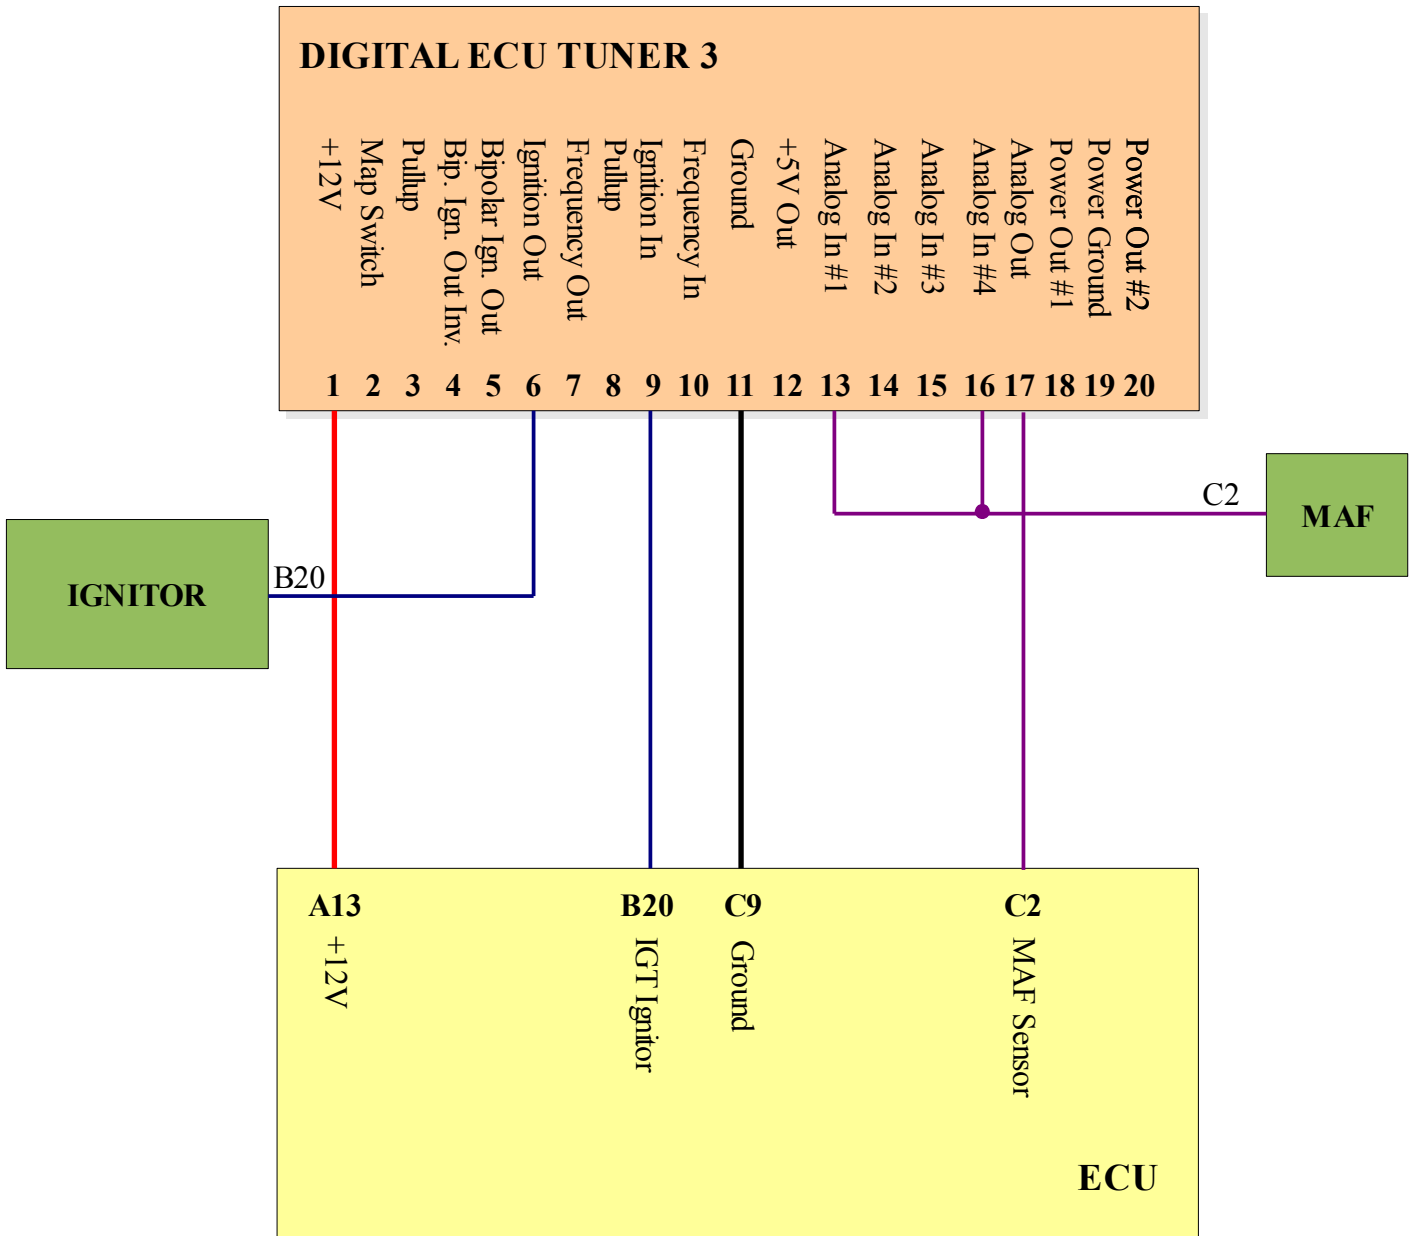 DIGITAL ECU TUNER 3
+12V
Map Switch
Pullup
Bip. Ign. Out Inv.
Bipolar Ign. Out
Ignition Out
Frequency Out
Pullup
Ignition In
Frequency In
Ground
+5V Out
Analog In #1
Analog In #2
Analog In #3
Analog In #4
Analog Out
Power Out #1
Power Ground
Power Out #2
1 2 3 4 5 6 7 8 9 10 11 12 13 14 15 16 17 18 19 20
C2
MAF
B20
IGNITOR
A13 B20 C9 C2
+12V
IGT Ignitor
Ground
MAF Sensor
ECU